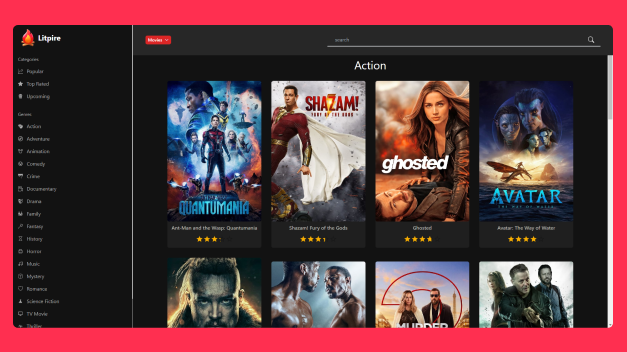 Litpire
Movies
search
Categories
Popular
Top Rated
Upcoming
Genres
Action
Adventure
Animation
Comedy
Crime
Documentary
Drama
Family
Fantasy
History
Horror
Music
Mystery
Romance
Science Fiction
TV Movie
Thriller
Action
QUANTUMANIA
SHAZAM!
FURY OF THE GODS
ghosted
AVATAR
THE WAY OF WATER
Ant-Man and the Wasp: Quantumania
Shazam! Fury of the Gods
Ghosted
Avatar: The Way of Water
MURDER